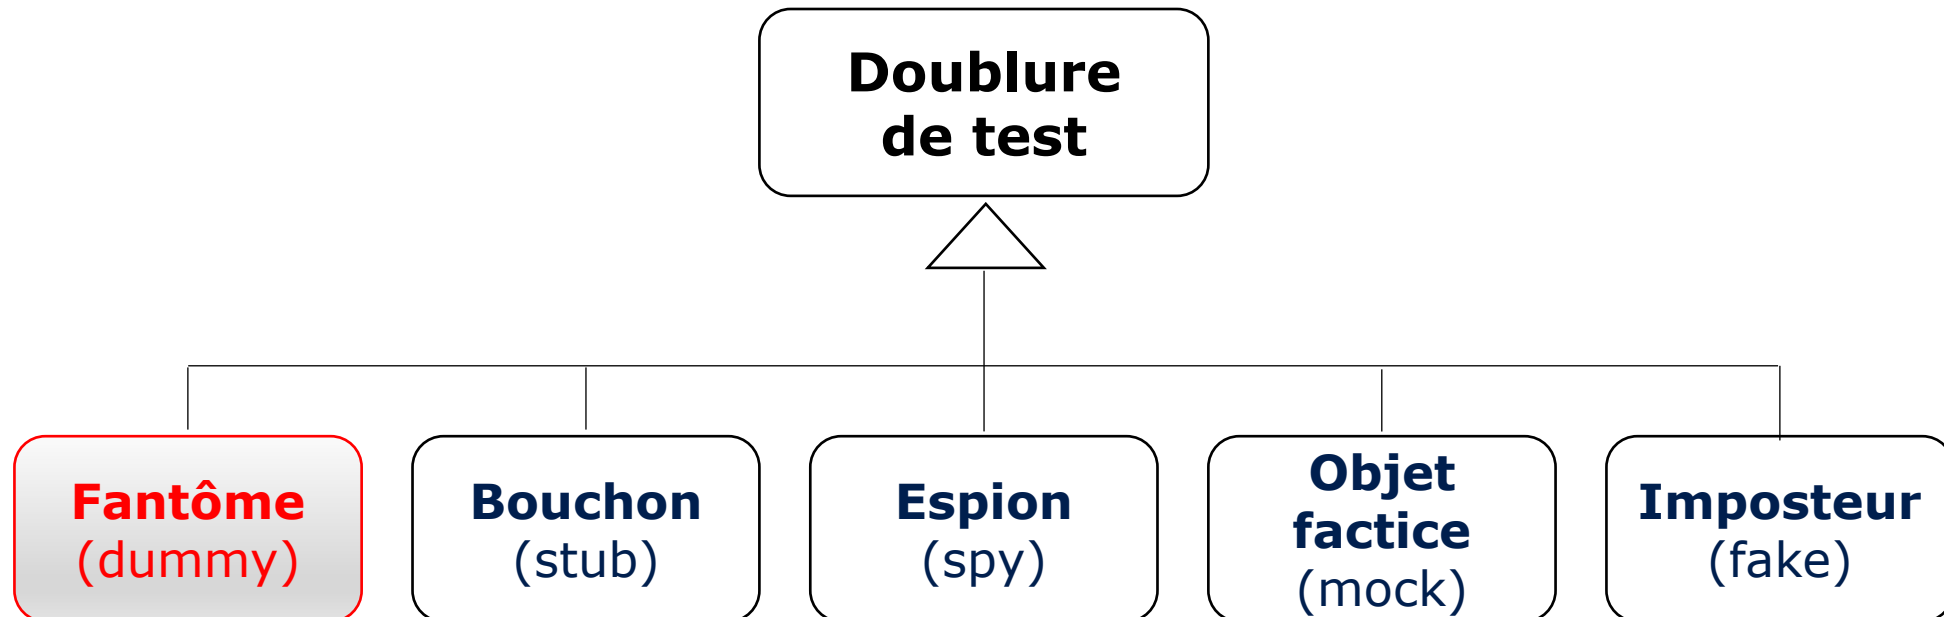 Doublure
de test
Fantôme
(dummy)
Bouchon
(stub)
Espion
(spy)
Objet
factice
(mock)
Imposteur
(fake)